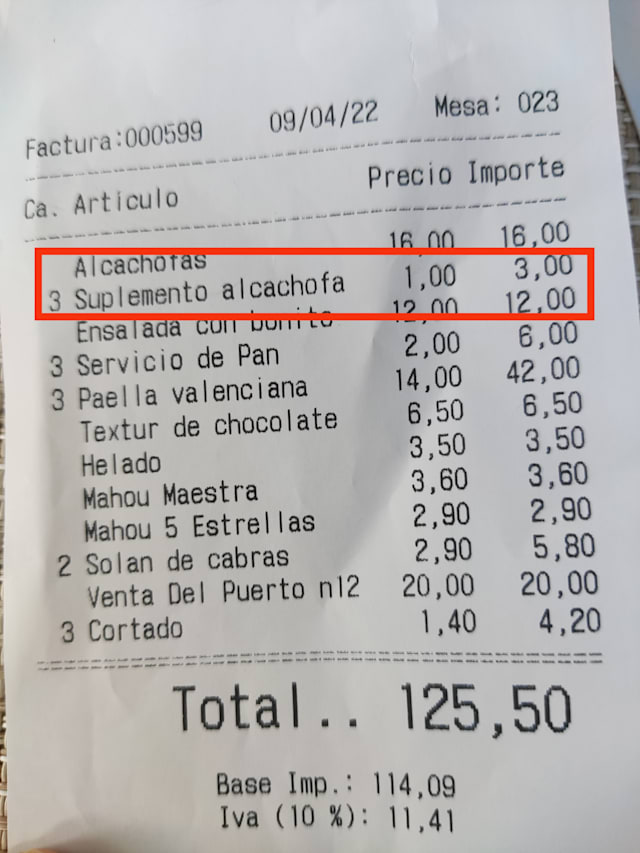 Factura:000599 09/04/22 Mesa: 023
Ca. Artículo Precio Importe
Alcachofas 16,00 16,00
3 Suplemento alcachofa 1,00 3,00
Ensalada con bonito 12,00 12,00
3 Servicio de Pan 2,00 6,00
3 Paella valenciana 14,00 42,00
Textur de chocolate 6,50 6,50
Helado 3,50 3,50
Mahou Maestra 3,60 3,60
Mahou 5 Estrellas 2,90 2,90
2 Solan de cabras 2,90 5,80
Venta Del Puerto n12 20,00 20,00
3 Cortado 1,40 4,20
Total.. 125,50
Base Imp.: 114,09
Iva (10 %): 11,41